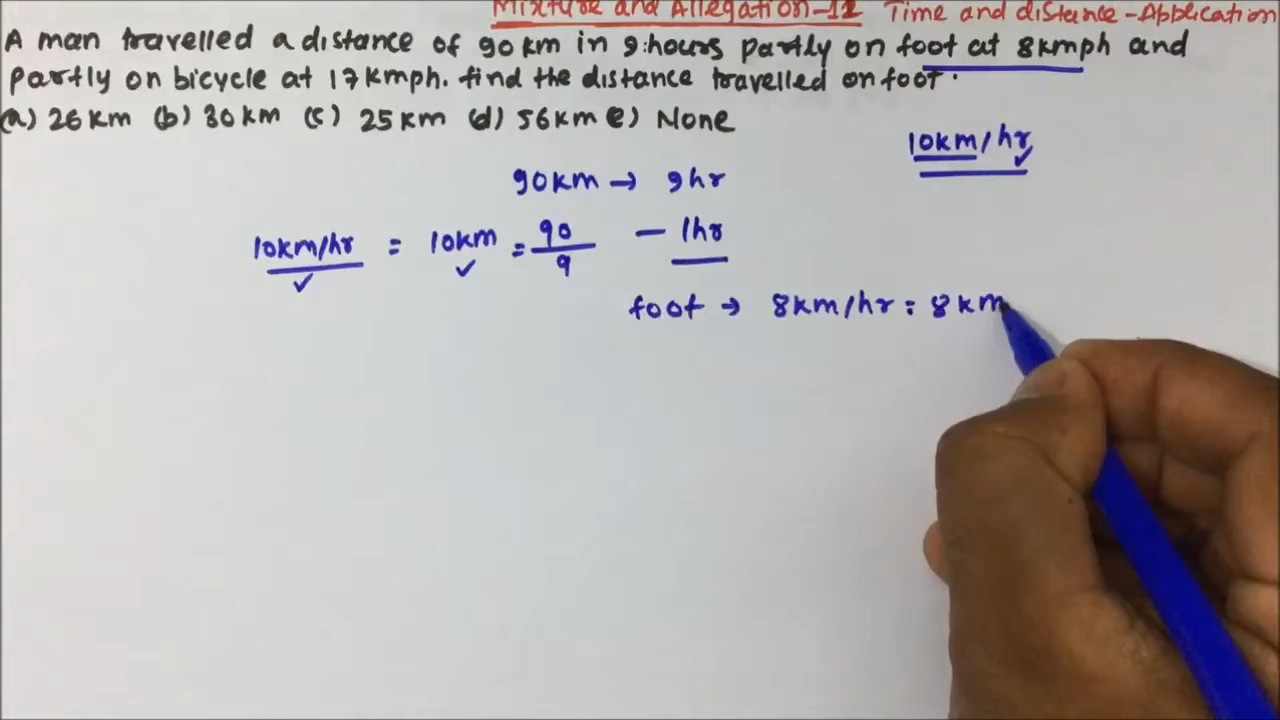 Mixture and Allegation-12 Time and distance-Application
A man travelled a distance of 90 km in 9 hours partly on foot at 8kmph and
partly on bicycle at 17kmph. find the distance travelled on foot.
(a) 26km (b) 30km (c) 25km (d) 56km e) None
10km/hr
90km → 9hr
10km/hr = 10km = 90/9 — 1hr
foot → 8km/hr = 8km